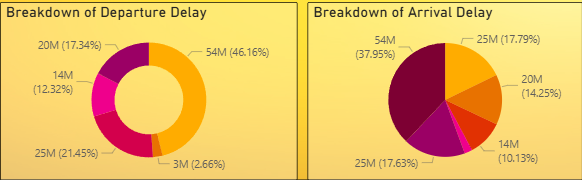 Breakdown of Departure Delay
20M (17.34%)
54M (46.16%)
14M
(12.32%)
25M (21.45%)
3M (2.66%)
Breakdown of Arrival Delay
54M
(37.95%)
25M (17.79%)
20M
(14.25%)
14M
(10.13%)
25M (17.63%)